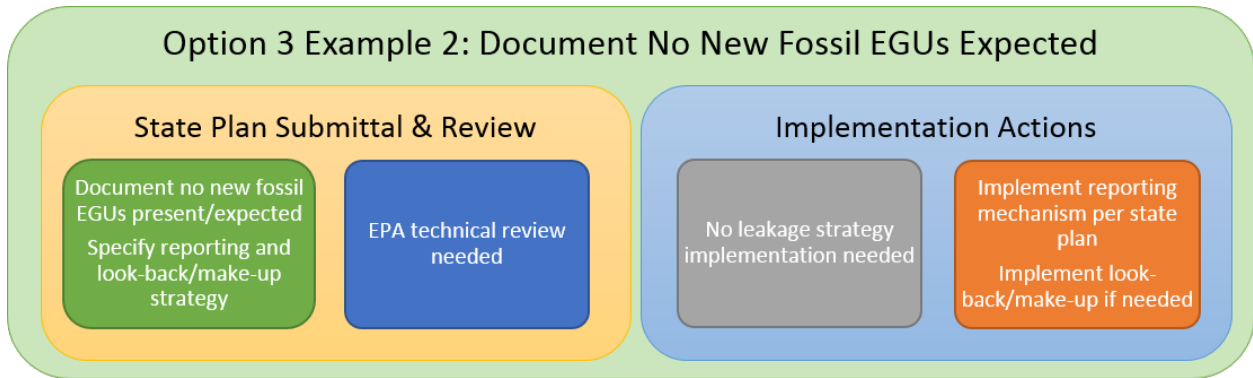 Option 3 Example 2: Document No New Fossil EGUs Expected
State Plan Submittal & Review
Document no new fossil
EGUs present/expected
Specify reporting and
look-back/make-up
strategy
EPA technical review
needed
Implementation Actions
No leakage strategy
implementation needed
Implement reporting
mechanism per state
plan
Implement look-
back/make-up if needed